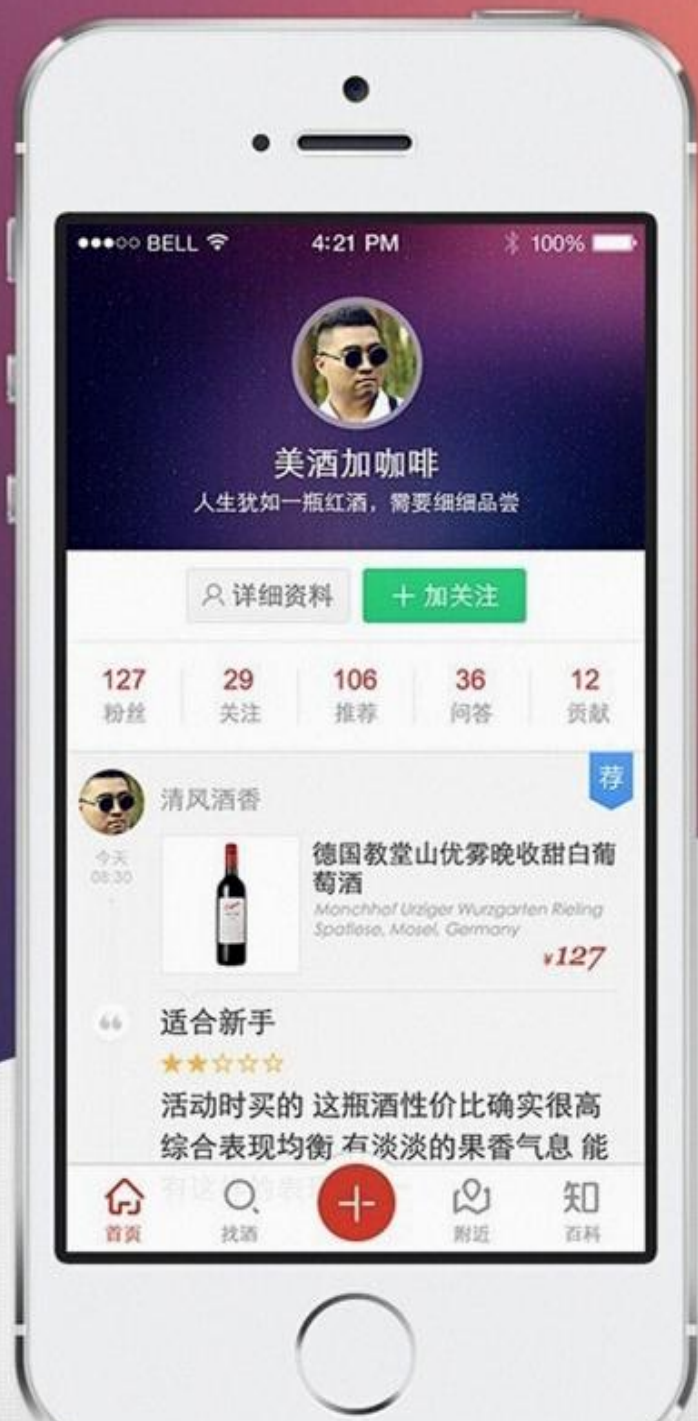 BELL
4:21 PM
100%
美酒加咖啡
人生犹如一瓶红酒，需要细细品尝
详细资料
加关注
127
29
106
36
12
粉丝
关注
推荐
问答
贡献
荐
清风酒香
今天
08:30
德国教堂山优雾晚收甜白葡
萄酒
Monchhof Urziger Wurzgarten Rieling
Spatlese, Mosel, Germany
¥127
适合新手
活动时买的 这瓶酒性价比确实很高
综合表现均衡 有淡淡的果香气息 能
首页
找酒
附近
知
百科